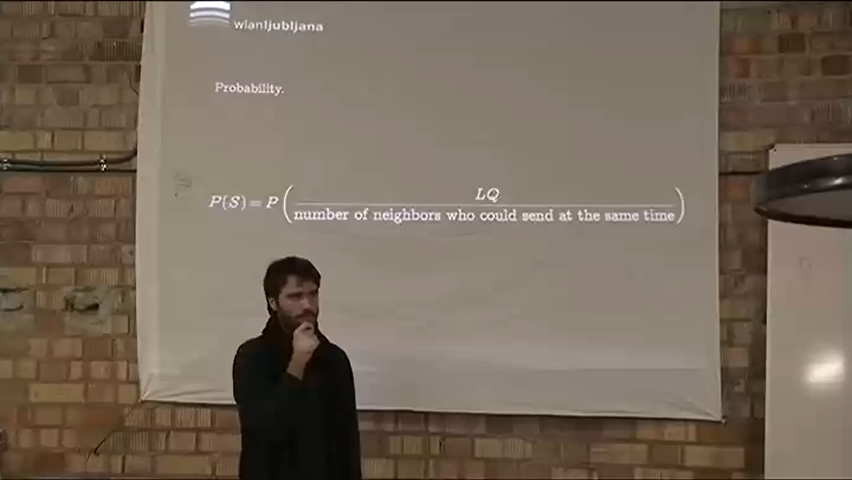 wlanljubljana
Probability.
P(S) = P ( LQ / number of neighbors who could send at the same time )